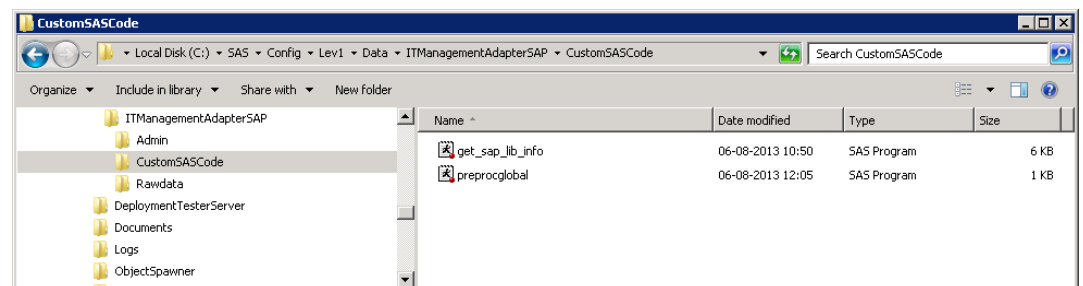 CustomSASCode
Local Disk (C:) SAS Config Lev1 Data ITManagementAdapterSAP CustomSASCode
Search CustomSASCode
Organize Include in library Share with New folder
ITManagementAdapterSAP
Admin
CustomSASCode
Rawdata
DeploymentTesterServer
Documents
Logs
ObjectSpawner
Name Date modified Type Size
get_sap_lib_info 06-08-2013 10:50 SAS Program 6 KB
preprocglobal 06-08-2013 12:05 SAS Program 1 KB